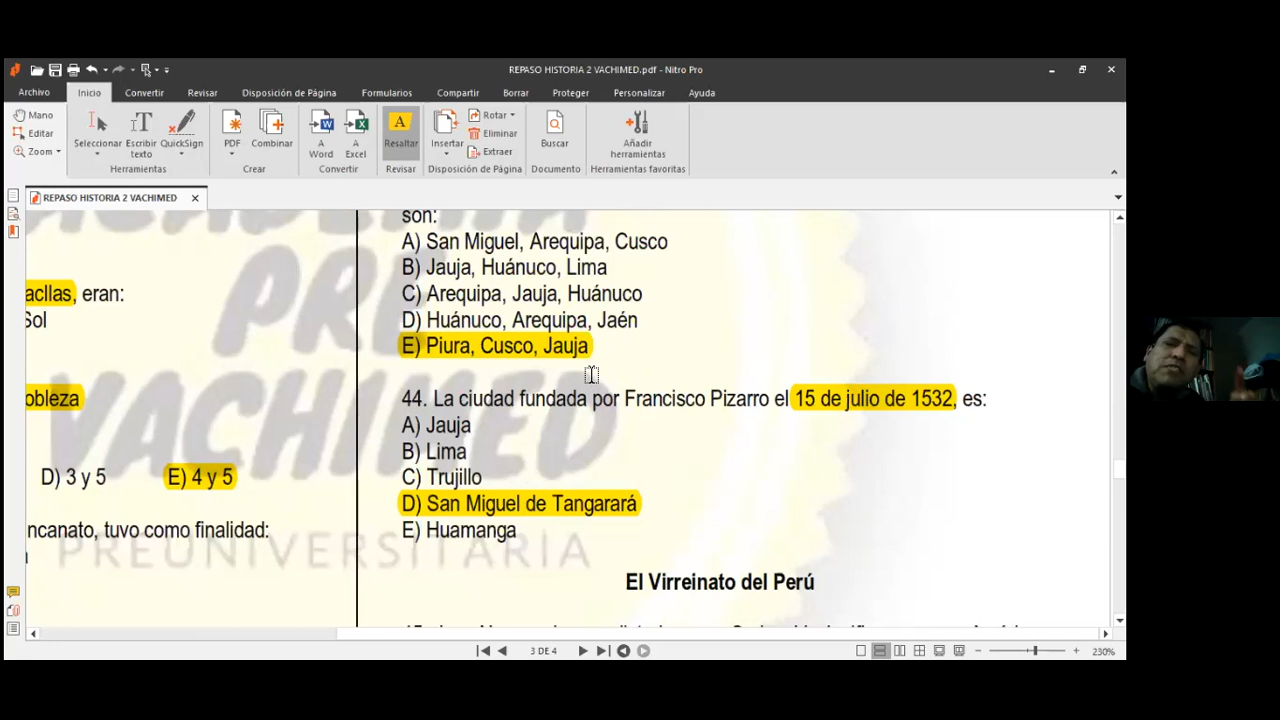 REPASO HISTORIA 2 VACHIMED.pdf - Nitro Pro
Archivo Inicio Convertir Revisar Disposición de Página Formularios Compartir Borrar Proteger Personalizar Ayuda
Mano
Editar
Zoom
Seleccionar
Escribir texto
QuickSign
Herramientas
PDF
Combinar
Crear
A Word
A Excel
Convertir
Resaltar
Revisar
Insertar
Rotar
Eliminar
Extraer
Disposición de Página
Buscar
Documento
Añadir herramientas
Herramientas favoritas
REPASO HISTORIA 2 VACHIMED
acllas, eran:
Sol
obleza
D) 3 y 5 E) 4 y 5
ncanato, tuvo como finalidad:
son:
A) San Miguel, Arequipa, Cusco
B) Jauja, Huánuco, Lima
C) Arequipa, Jauja, Huánuco
D) Huánuco, Arequipa, Jaén
E) Piura, Cusco, Jauja
44. La ciudad fundada por Francisco Pizarro el 15 de julio de 1532, es:
A) Jauja
B) Lima
C) Trujillo
D) San Miguel de Tangarará
E) Huamanga
El Virreinato del Perú
PRE
VACHIMED
PREUNIVERSITARIA
3 DE 4
230%